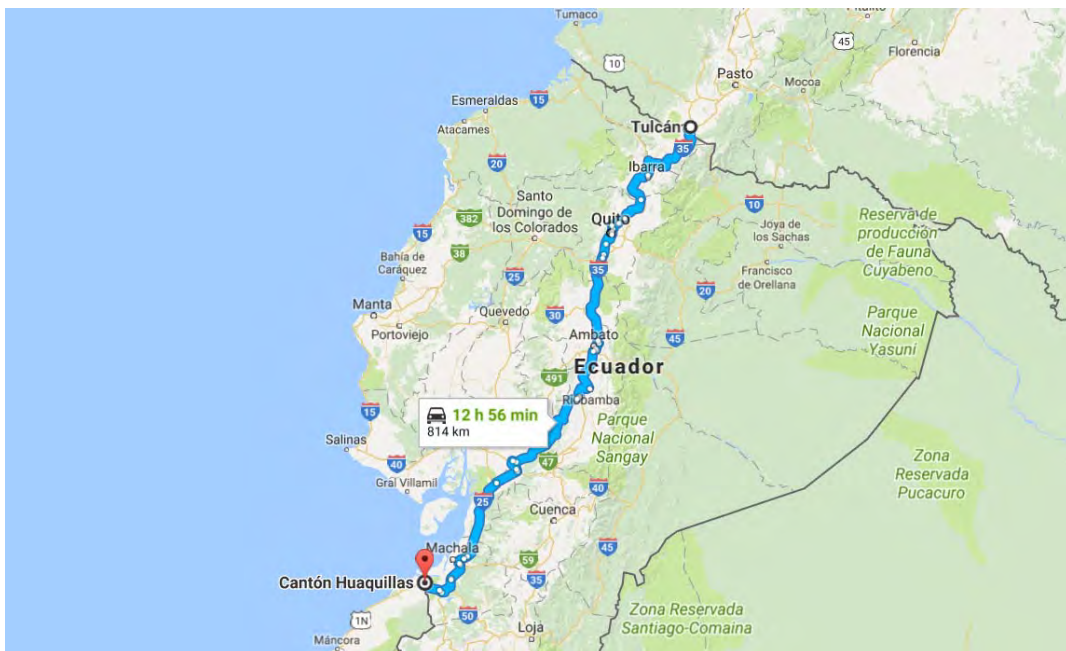 Tumaco
Pitalito
45
Florencia
10
Pasto
Mocoa
15
Esmeraldas
Atacames
Tulcán
35
Ibarra
20
Santo
Domingo de
los Colorados
382
Quito
10
Joya de
los Sachas
Reserva de
producción
de Fauna
Cuyabeno
15
38
Bahía de
Caráquez
25
35
Francisco
de Orellana
20
Manta
Portoviejo
Quevedo
30
Ambato
45
Parque
Nacional
Yasuni
Ecuador
491
Riobamba
15
12 h 56 min
814 km
Parque
Nacional
Sangay
Salinas
40
47
Zona
Reservada
Pucacuro
Gral Villamil
25
40
Cuenca
Machala
45
59
Cantón Huaquillas
35
50
1N
Loja
Zona Reservada
Santiago-Comaina
Máncora